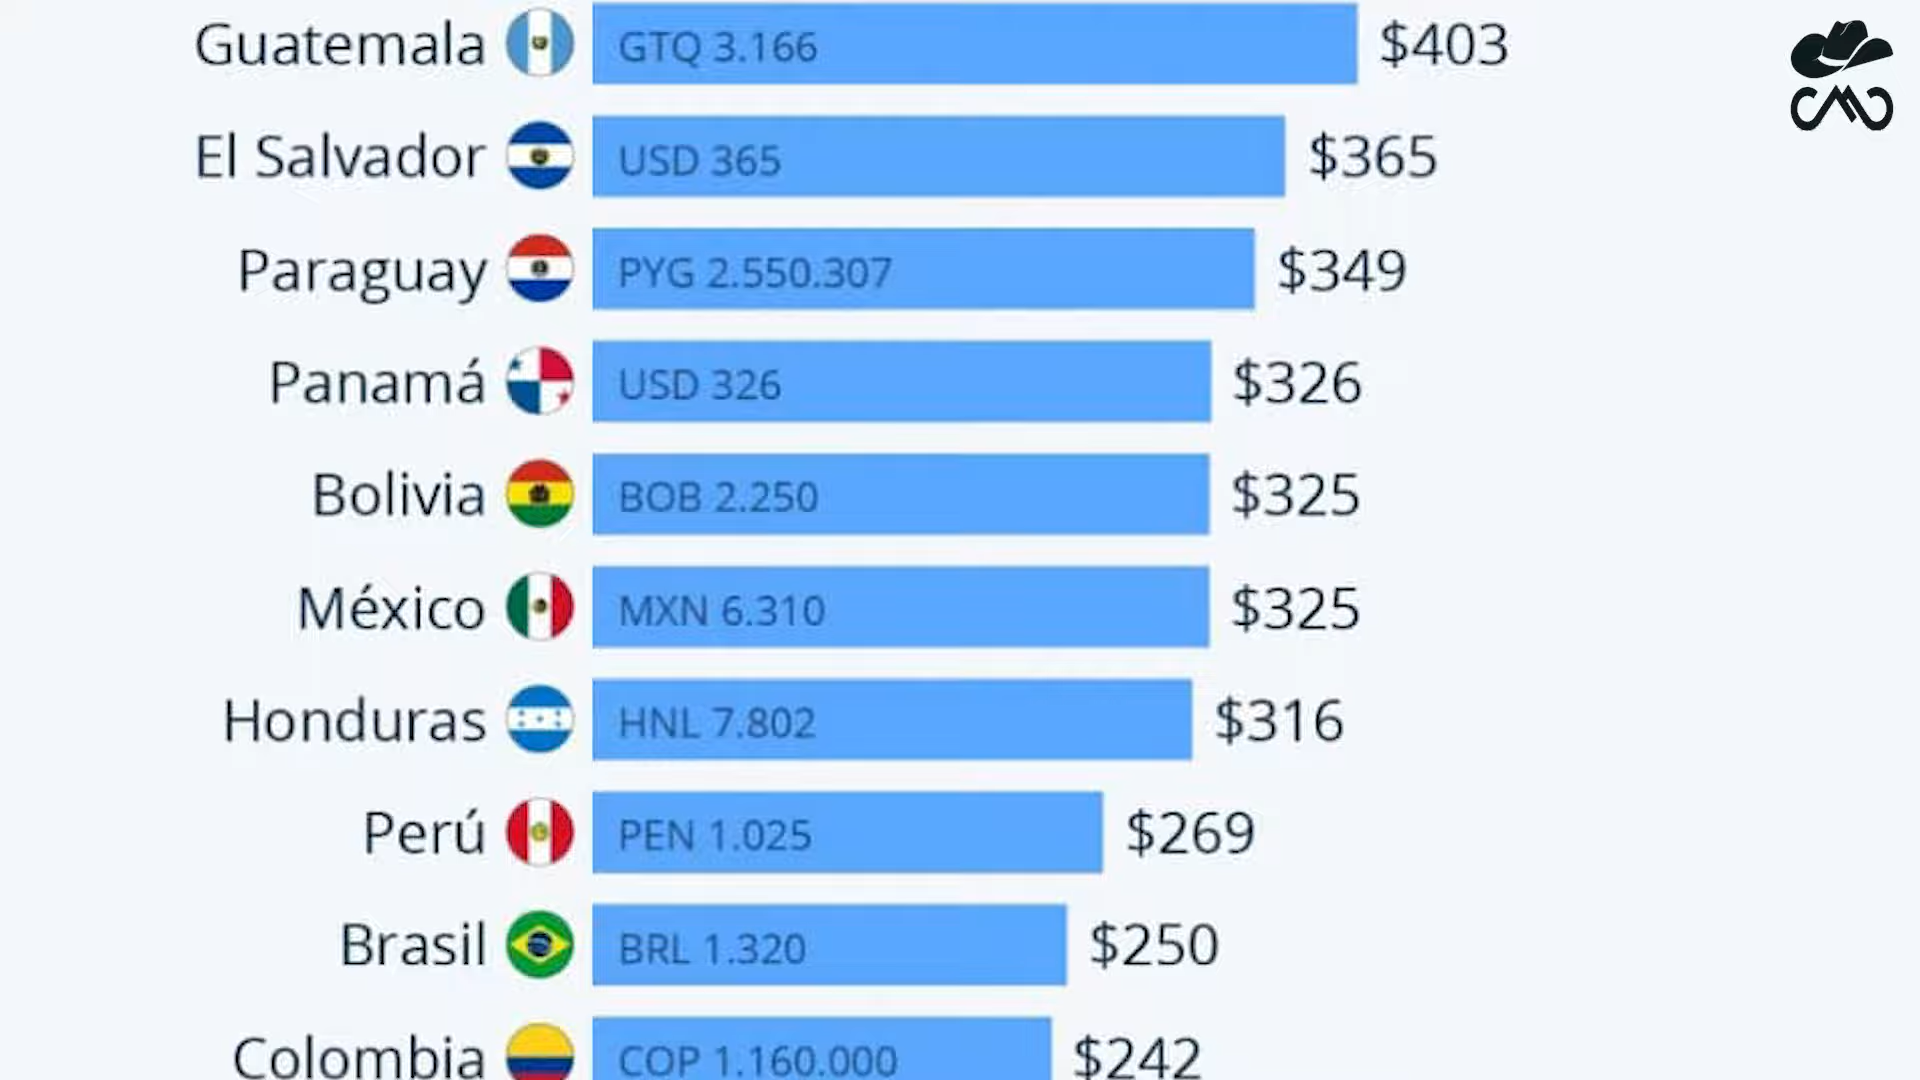 Guatemala GTQ 3.166 $403
El Salvador USD 365 $365
Paraguay PYG 2.550.307 $349
Panamá USD 326 $326
Bolivia BOB 2.250 $325
México MXN 6.310 $325
Honduras HNL 7.802 $316
Perú PEN 1.025 $269
Brasil BRL 1.320 $250
Colombia COP 1.160.000 $242